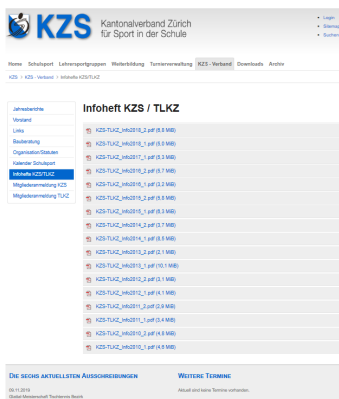 KZS
Kantonalverband Zürich
für Sport in der Schule
Login
Sitemap
Suchen
Home Schulsport Lehrersportgruppen Weiterbildung Turnierverwaltung KZS - Verband Downloads Archiv
KZS > KZS - Verband > Infohefte KZS/TLKZ
Jahresberichte
Vorstand
Links
Bauberatung
Organisation/Statuten
Kalender Schulsport
Infohefte KZS/TLKZ
Mitgliederanmeldung KZS
Mitgliederanmeldung TLKZ
Infoheft KZS / TLKZ
KZS-TLKZ_Info2018_2.pdf (6,8 MiB)
KZS-TLKZ_Info2018_1.pdf (5,0 MiB)
KZS-TLKZ_Info2017_1.pdf (5,3 MiB)
KZS-TLKZ_Info2016_2.pdf (5,7 MiB)
KZS-TLKZ_Info2016_1.pdf (3,2 MiB)
KZS-TLKZ_Info2015_2.pdf (5,8 MiB)
KZS-TLKZ_Info2015_1.pdf (6,3 MiB)
KZS-TLKZ_Info2014_2.pdf (3,7 MiB)
KZS-TLKZ_Info2014_1.pdf (8,5 MiB)
KZS-TLKZ_Info2013_2.pdf (2,1 MiB)
KZS-TLKZ_Info2013_1.pdf (10,1 MiB)
KZS-TLKZ_Info2012_2.pdf (3,1 MiB)
KZS-TLKZ_Info2012_1.pdf (4,1 MiB)
KZS-TLKZ_Info2011_2.pdf (2,9 MiB)
KZS-TLKZ_Info2011_1.pdf (3,4 MiB)
KZS-TLKZ_Info2010_2.pdf (4,8 MiB)
KZS-TLKZ_Info2010_1.pdf (4,6 MiB)
DIE SECHS AKTUELLSTEN AUSSCHREIBUNGEN
WEITERE TERMINE
09.11.2019
Global Meisterschaft Tischtennis Bezirk
Aktuell sind keine Termine vorhanden.